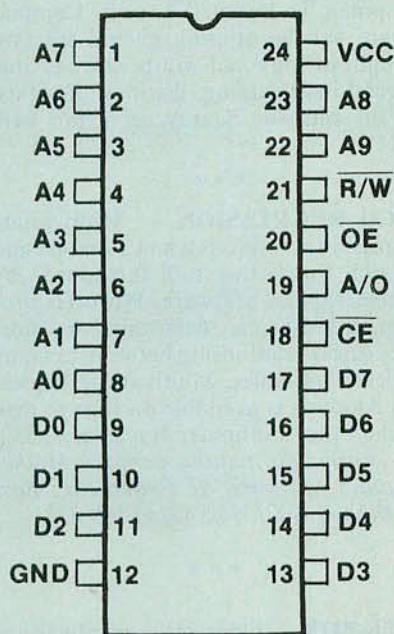 A7 1 24 VCC
A6 2 23 A8
A5 3 22 A9
A4 4 21 R/W
A3 5 20 OE
A2 6 19 A/O
A1 7 18 CE
A0 8 17 D7
D0 9 16 D6
D1 10 15 D5
D2 11 14 D4
GND 12 13 D3